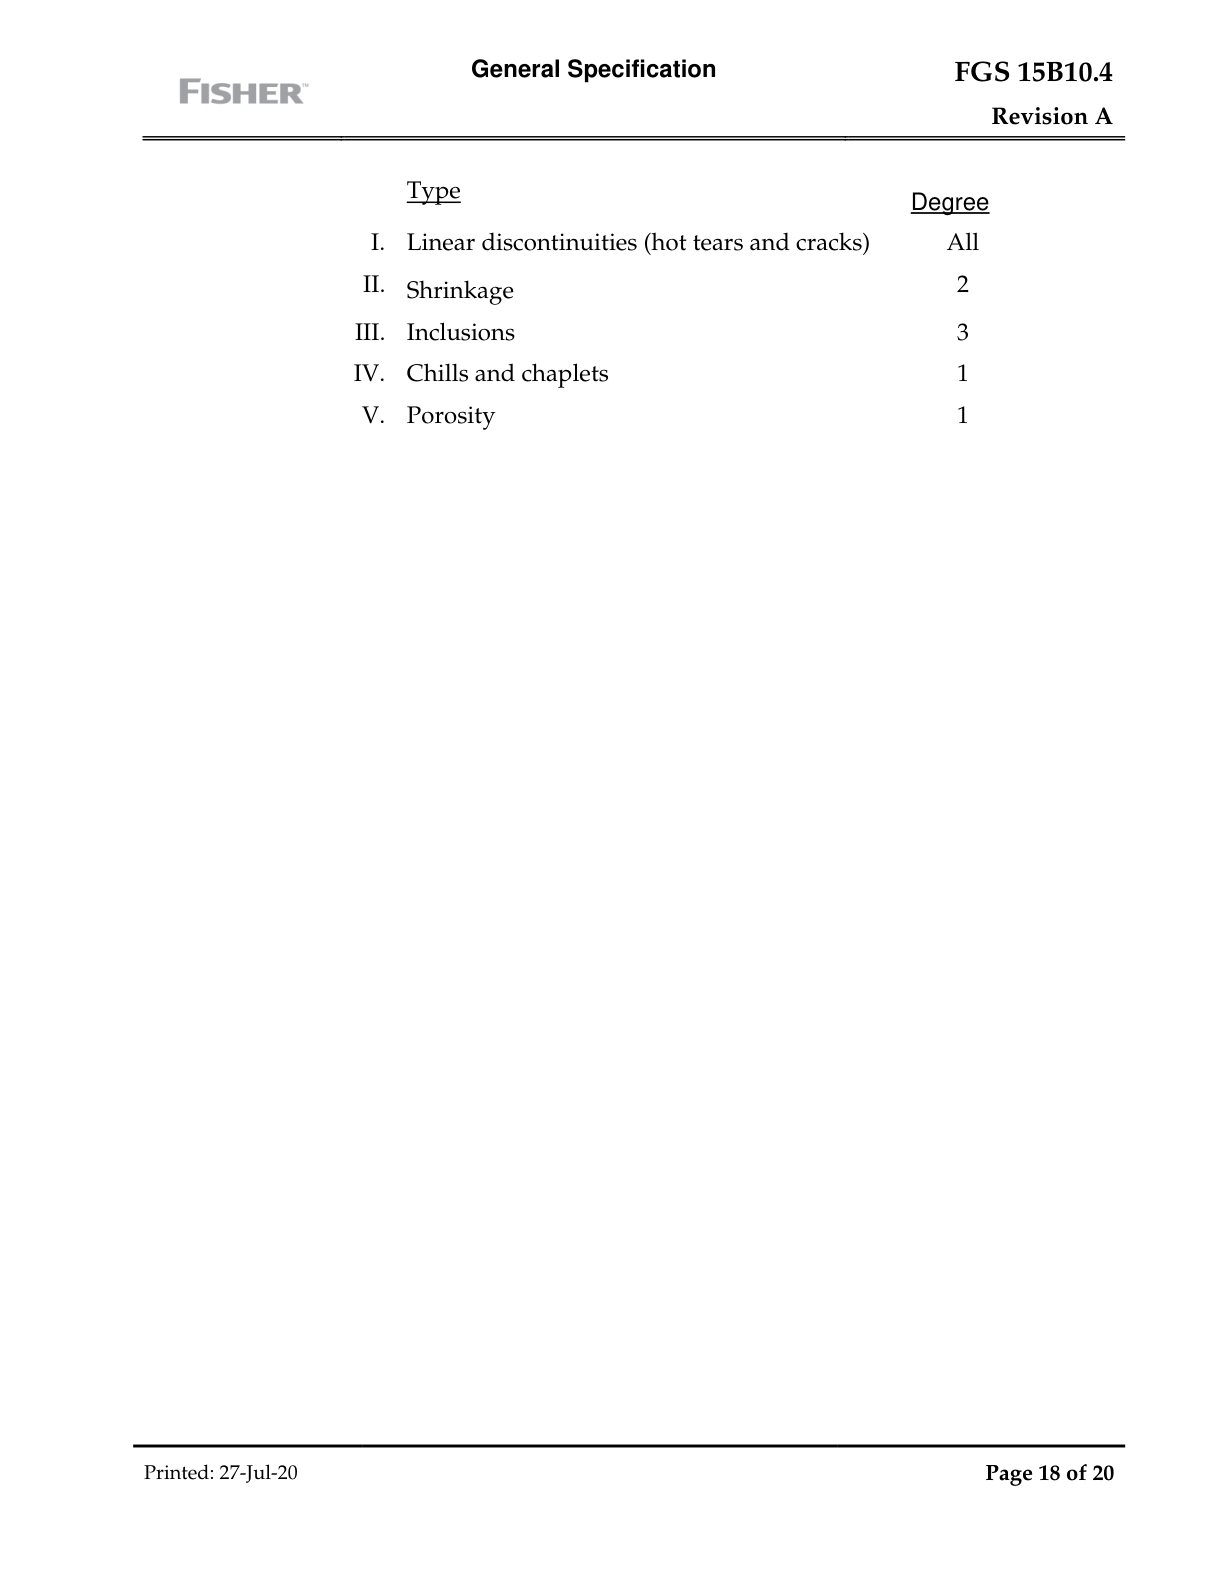 General Specification
FGS 15B10.4
FISHER™
Revision A
Type
Degree
I. Linear discontinuities (hot tears and cracks) All
II. Shrinkage 2
III. Inclusions 3
IV. Chills and chaplets 1
V. Porosity 1
Printed: 27-Jul-20
Page 18 of 20